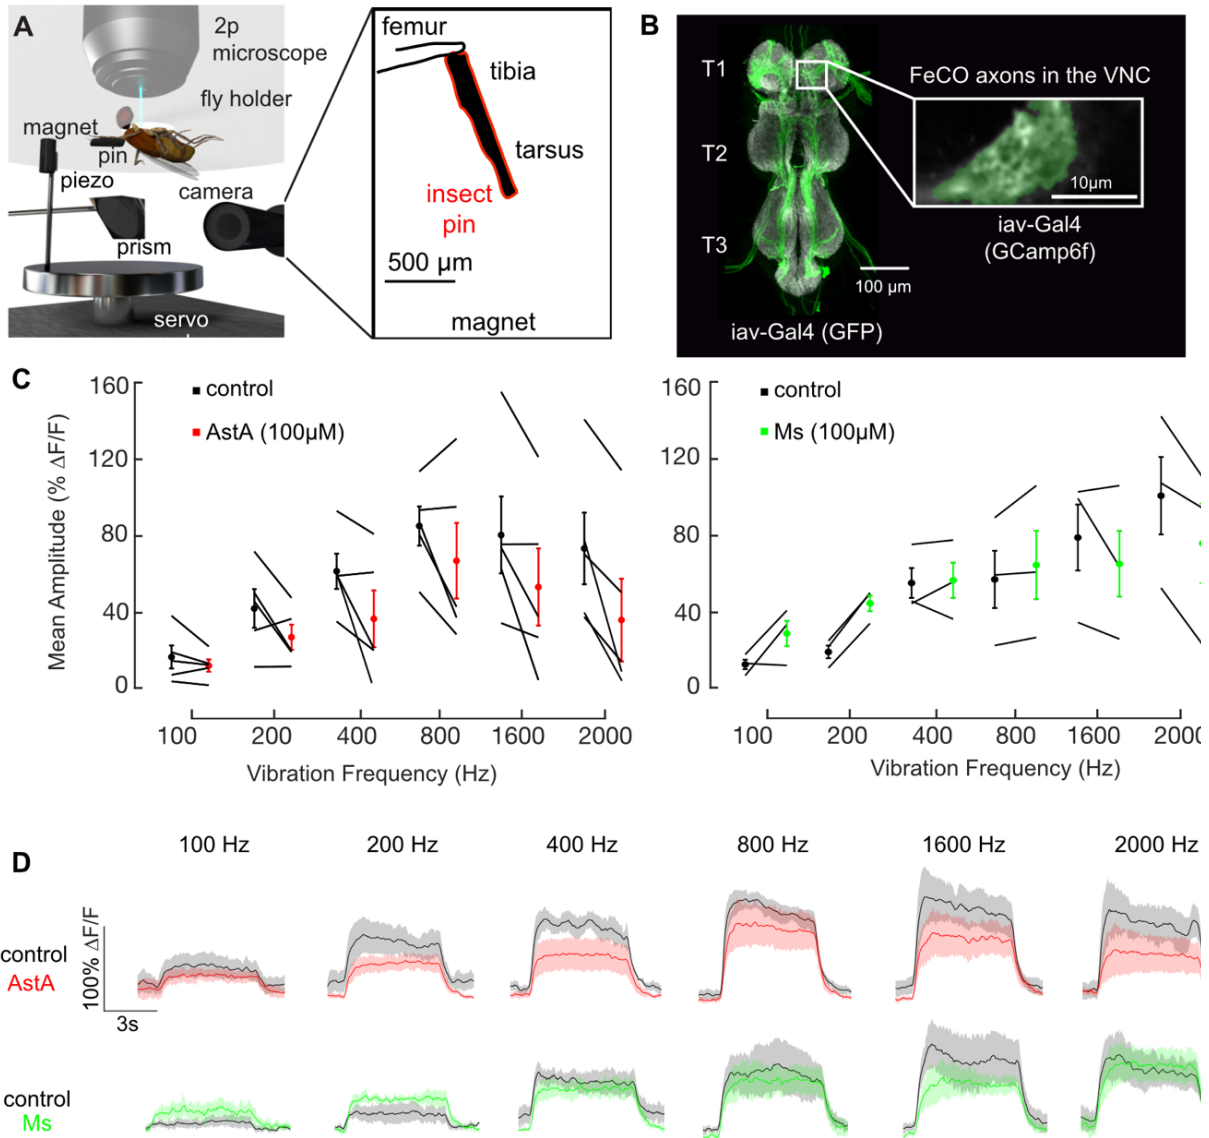 A
2p
microscope
fly holder
magnet
pin
piezo
camera
prism
servo
femur
tibia
tarsus
insect
pin
500 µm
magnet
B
T1
T2
T3
FeCO axons in the VNC
10µm
iav-Gal4
(GCamp6f)
100 µm
iav-Gal4 (GFP)
C
Mean Amplitude (% ΔF/F)
160
120
80
40
0
control
AstA (100µM)
100 200 400 800 1600 2000
Vibration Frequency (Hz)
160
120
80
40
0
control
Ms (100µM)
100 200 400 800 1600 2000
Vibration Frequency (Hz)
D
100 Hz 200 Hz 400 Hz 800 Hz 1600 Hz 2000 Hz
control
AstA
100% ΔF/F
3s
control
Ms